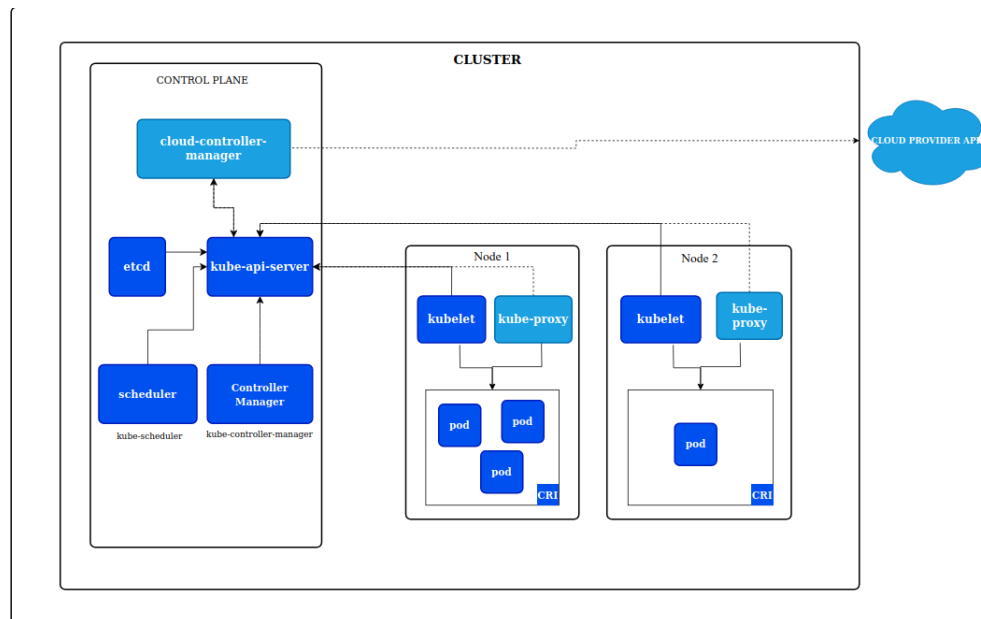 CLUSTER
CONTROL PLANE
cloud-controller-
manager
CLOUD PROVIDER API
etcd
kube-api-server
scheduler
kube-scheduler
Controller
Manager
kube-controller-manager
Node 1
kubelet
kube-proxy
pod
pod
pod
CRI
Node 2
kubelet
kube-
proxy
pod
CRI